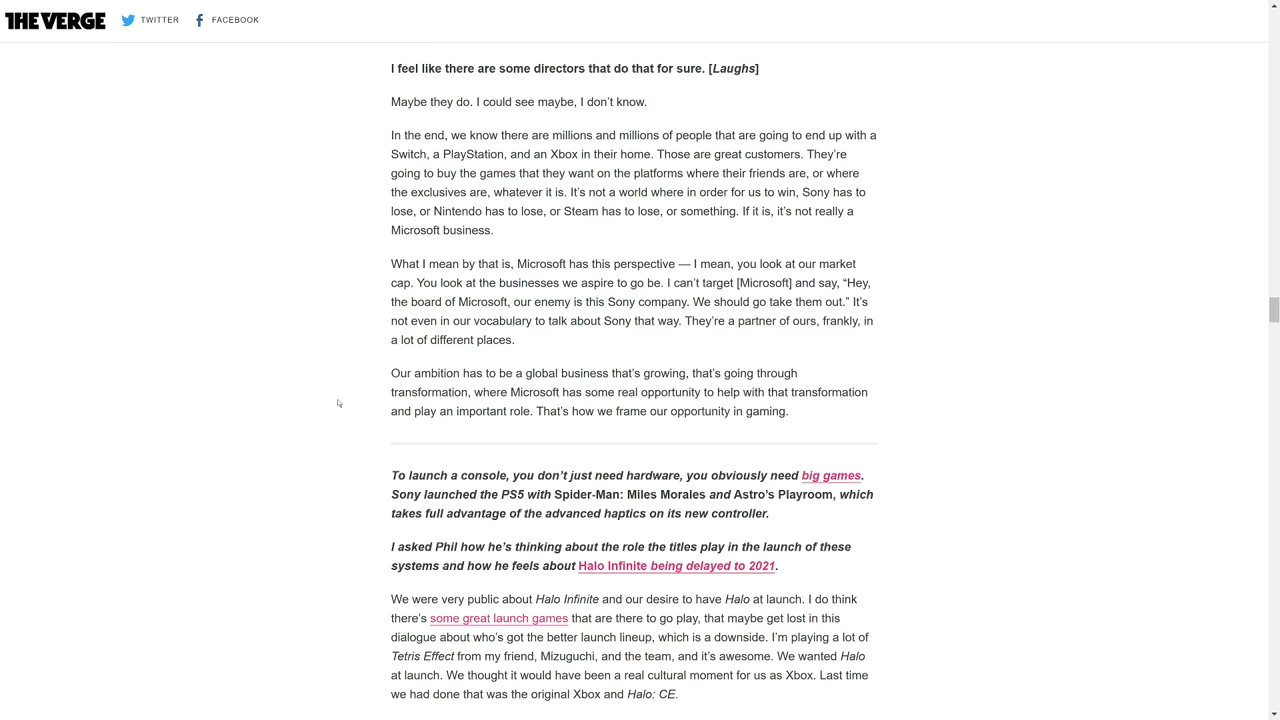 THE VERGE TWITTER FACEBOOK
I feel like there are some directors that do that for sure. [Laughs]
Maybe they do. I could see maybe, I don’t know.
In the end, we know there are millions and millions of people that are going to end up with a
Switch, a PlayStation, and an Xbox in their home. Those are great customers. They’re
going to buy the games that they want on the platforms where their friends are, or where
the exclusives are, whatever it is. It’s not a world where in order for us to win, Sony has to
lose, or Nintendo has to lose, or Steam has to lose, or something. If it is, it’s not really a
Microsoft business.
What I mean by that is, Microsoft has this perspective — I mean, you look at our market
cap. You look at the businesses we aspire to go be. I can’t target [Microsoft] and say, “Hey,
the board of Microsoft, our enemy is this Sony company. We should go take them out.” It’s
not even in our vocabulary to talk about Sony that way. They’re a partner of ours, frankly, in
a lot of different places.
Our ambition has to be a global business that’s growing, that’s going through
transformation, where Microsoft has some real opportunity to help with that transformation
and play an important role. That’s how we frame our opportunity in gaming.
To launch a console, you don’t just need hardware, you obviously need big games.
Sony launched the PS5 with Spider-Man: Miles Morales and Astro’s Playroom, which
takes full advantage of the advanced haptics on its new controller.
I asked Phil how he’s thinking about the role the titles play in the launch of these
systems and how he feels about Halo Infinite being delayed to 2021.
We were very public about Halo Infinite and our desire to have Halo at launch. I do think
there’s some great launch games that are there to go play, that maybe get lost in this
dialogue about who’s got the better launch lineup, which is a downside. I’m playing a lot of
Tetris Effect from my friend, Mizuguchi, and the team, and it’s awesome. We wanted Halo
at launch. We thought it would have been a real cultural moment for us as Xbox. Last time
we had done that was the original Xbox and Halo: CE.